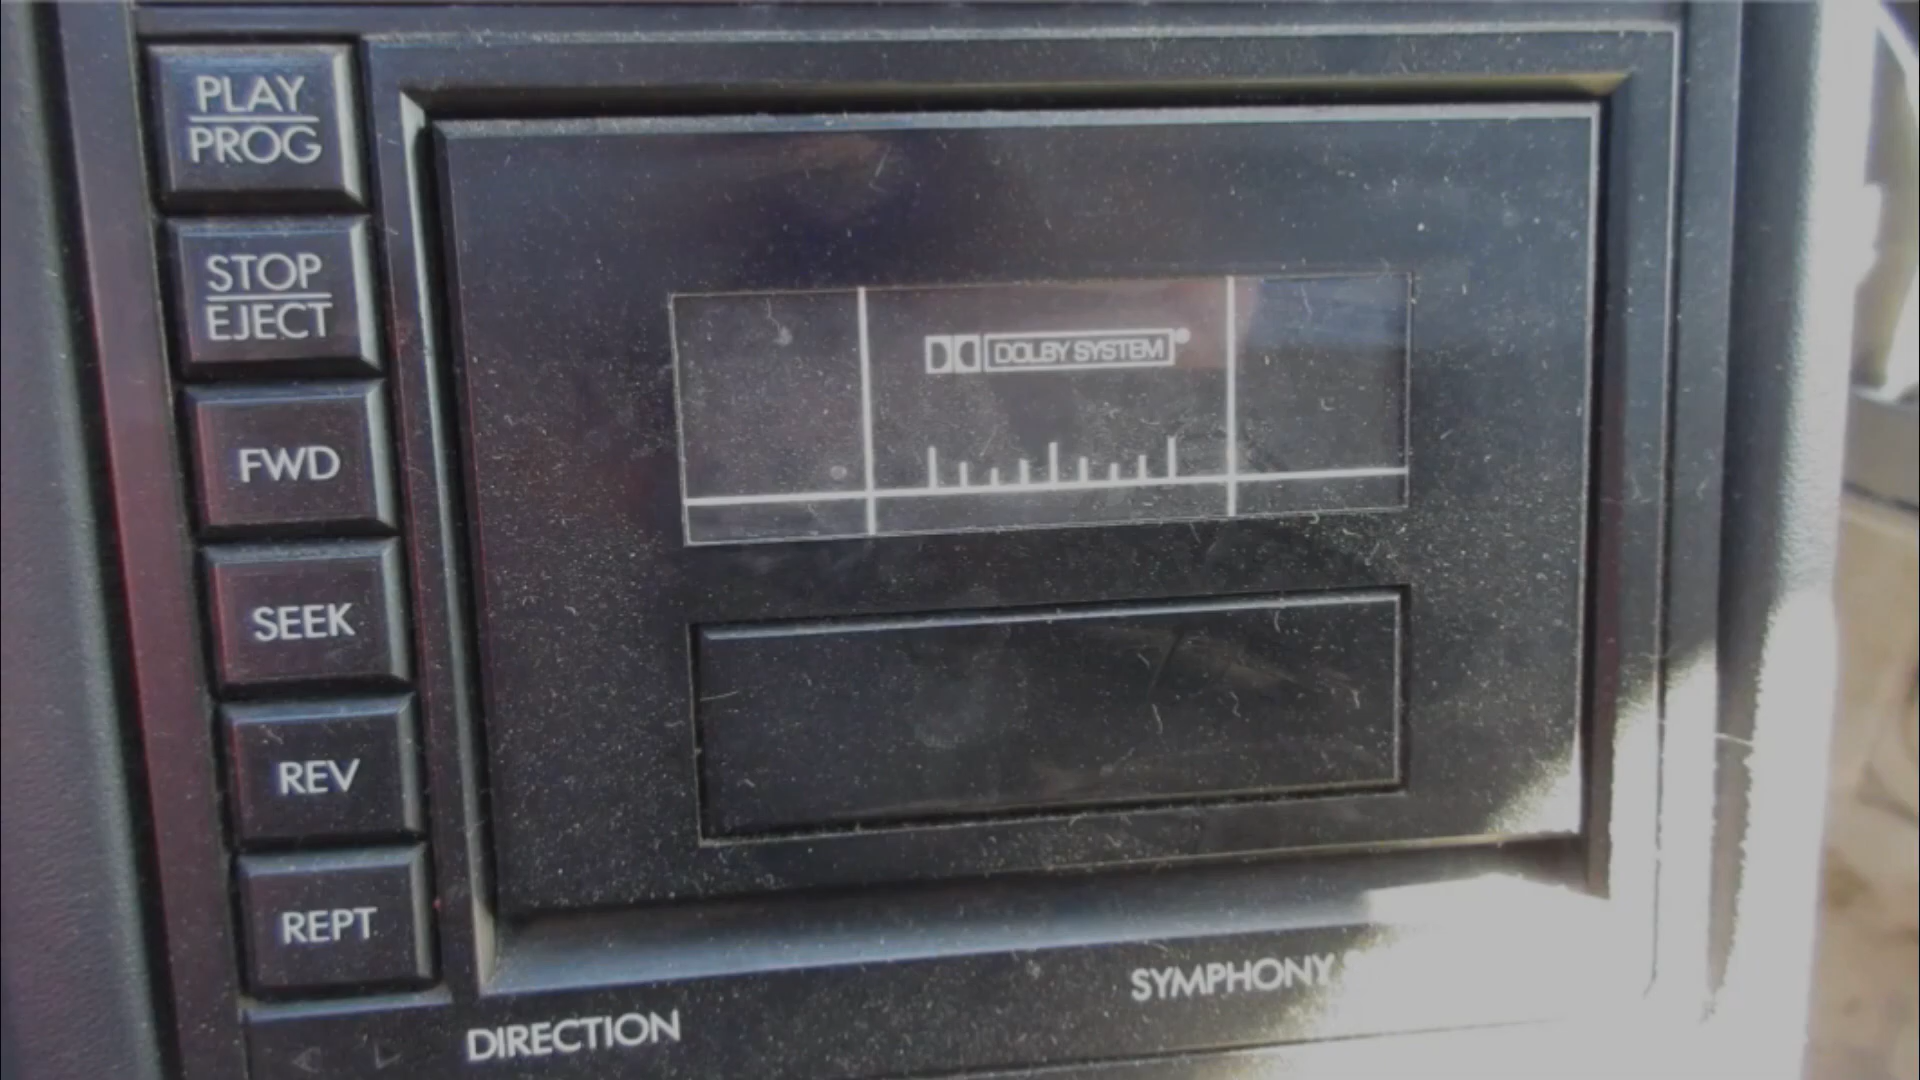 PLAY
PROG
STOP
EJECT
FWD
SEEK
REV
REPT
DOLBY SYSTEM
SYMPHONY
DIRECTION